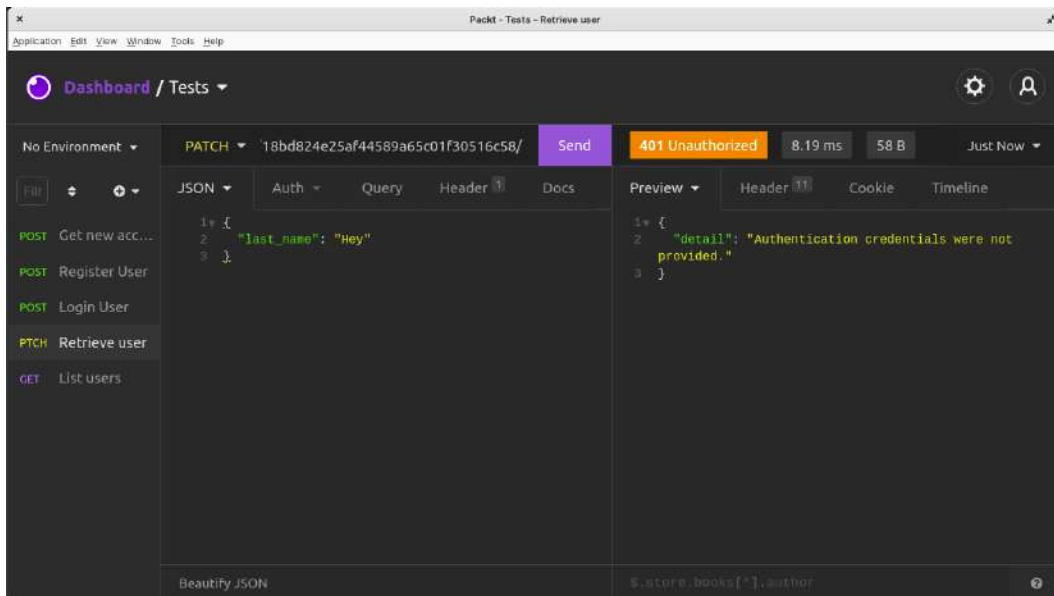 Packt - Tests – Retrieve user
Application Edit View Window Tools Help
Dashboard / Tests
No Environment
PATCH 18bd824e25af44589a65c01f30516c58/ Send
401 Unauthorized 8.19 ms 58 B Just Now
JSON Auth Query Header 1 Docs
Preview Header 11 Cookie Timeline
POST Get new acc...
POST Register User
POST Login User
PTCH Retrieve user
GET List users
1 {
2 "last_name": "Hey"
3 }
1 {
2 "detail": "Authentication credentials were not
provided."
3 }
Beautify JSON
$.store.books[*].author